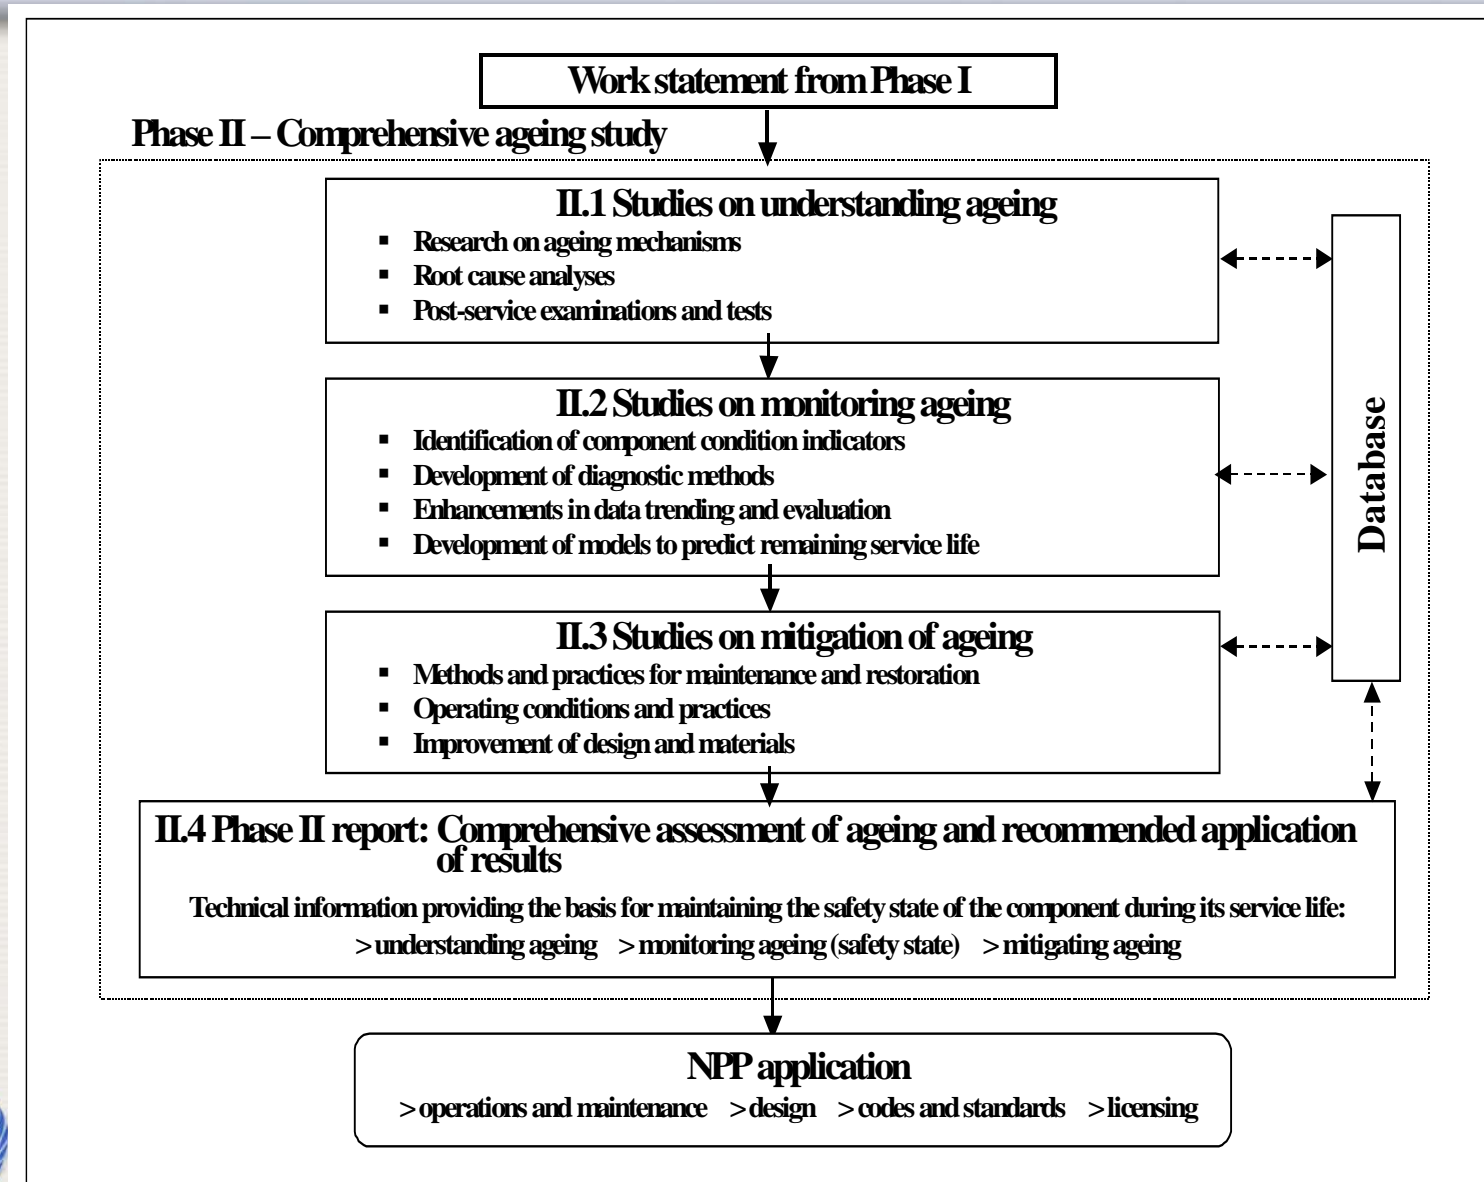 Work statement from Phase I
Phase II – Comprehensive ageing study
II.1 Studies on understanding ageing
▪ Research on ageing mechanisms
▪ Root cause analyses
▪ Post-service examinations and tests
II.2 Studies on monitoring ageing
▪ Identification of component condition indicators
▪ Development of diagnostic methods
▪ Enhancements in data trending and evaluation
▪ Development of models to predict remaining service life
Database
II.3 Studies on mitigation of ageing
▪ Methods and practices for maintenance and restoration
▪ Operating conditions and practices
▪ Improvement of design and materials
II.4 Phase II report: Comprehensive assessment of ageing and recommended application
of results
Technical information providing the basis for maintaining the safety state of the component during its service life:
> understanding ageing > monitoring ageing (safety state) > mitigating ageing
NPP application
> operations and maintenance > design > codes and standards > licensing